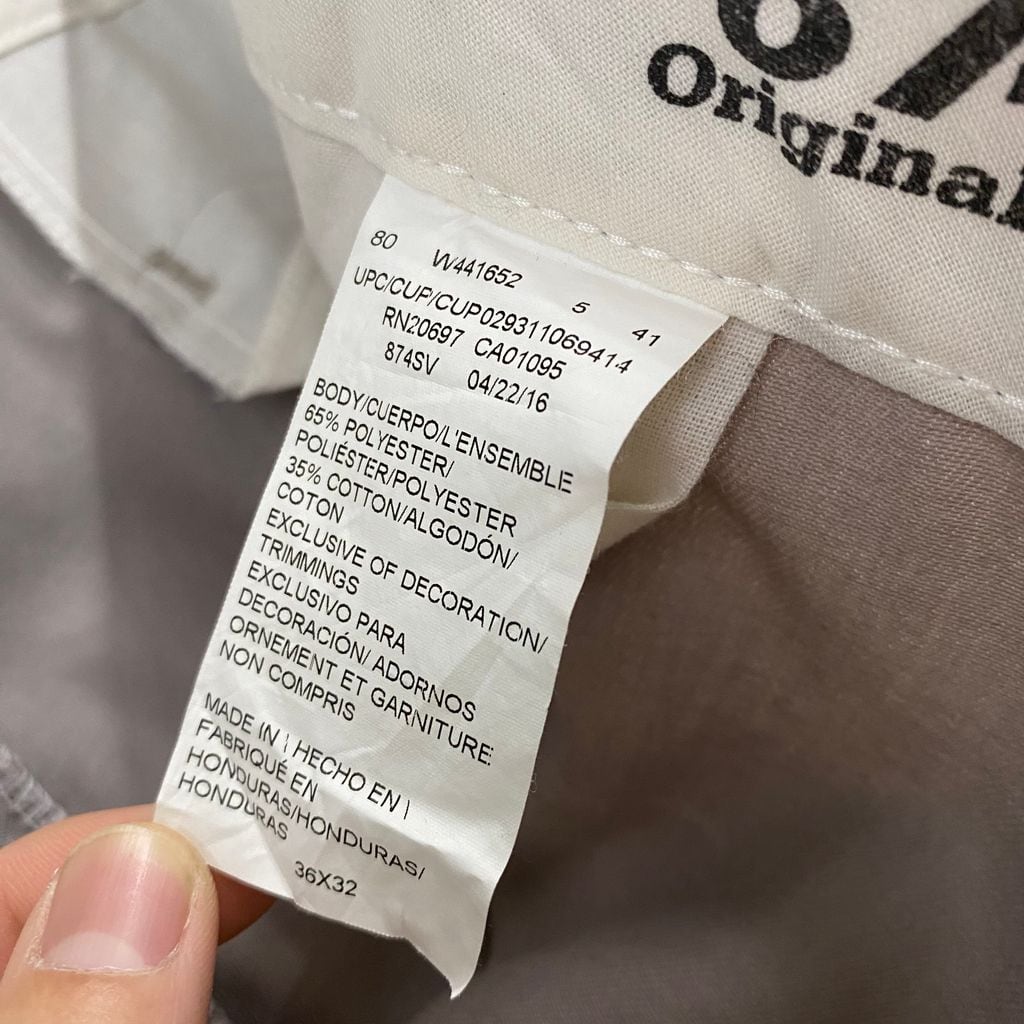 Original
80 W441652 5 41
UPC/CUP/CUP029311069414
RN20697 CA01095
874SV 04/22/16
BODY/CUERPO/L'ENSEMBLE
65% POLYESTER/
POLIÉSTER/POLYESTER
35% COTTON/ALGODÓN/
COTON
EXCLUSIVE OF DECORATION/
TRIMMINGS
EXCLUSIVO PARA
DECORACIÓN/ ADORNOS
ORNEMENT ET GARNITURE
NON COMPRIS
MADE IN \ HECHO EN \
FABRIQUÉ EN
HONDURAS/HONDURAS/
HONDURAS
36X32